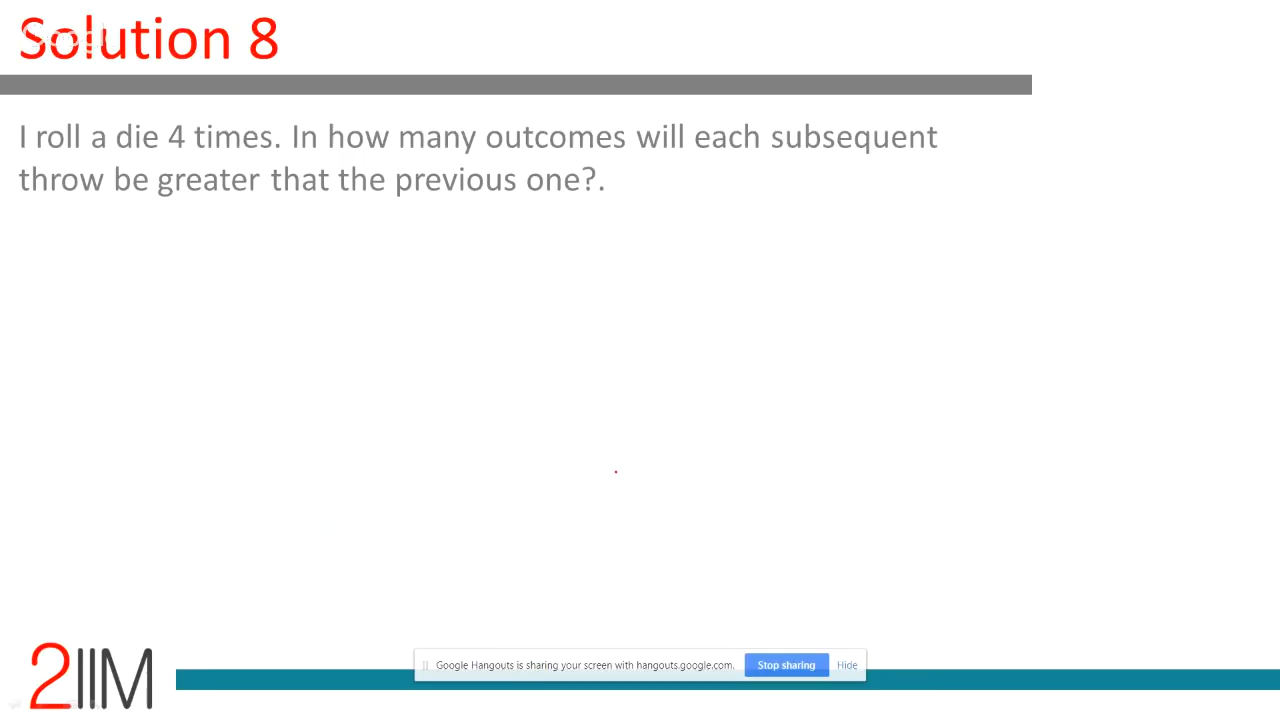 Solution 8
I roll a die 4 times. In how many outcomes will each subsequent
throw be greater that the previous one?.
2IIM
Google Hangouts is sharing your screen with hangouts.google.com. Stop sharing Hide